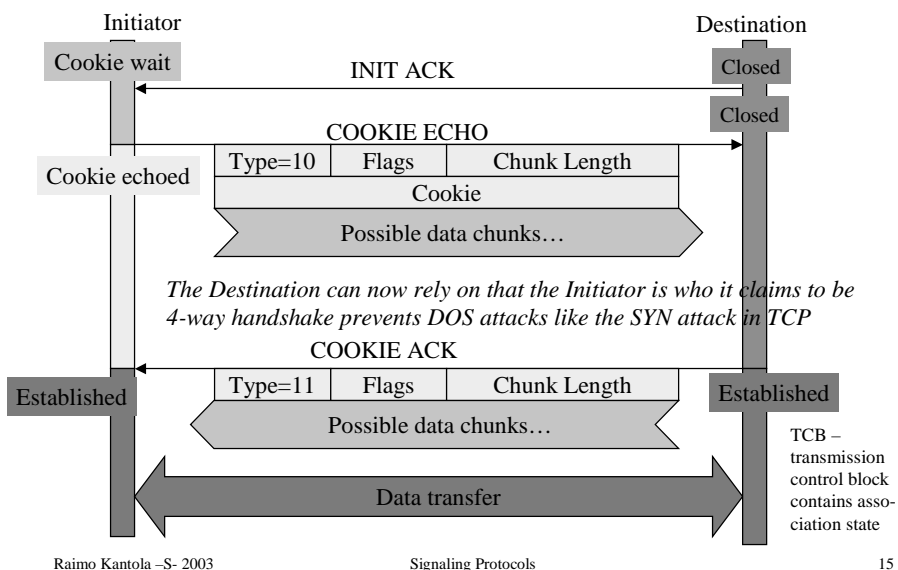 Initiator
Destination
Cookie wait
INIT ACK
Closed
Closed
COOKIE ECHO
Type=10 Flags Chunk Length
Cookie echoed
Cookie
Possible data chunks…
The Destination can now rely on that the Initiator is who it claims to be
4-way handshake prevents DOS attacks like the SYN attack in TCP
COOKIE ACK
Established
Type=11 Flags Chunk Length
Established
Possible data chunks…
TCB –
transmission
control block
contains asso-
ciation state
Data transfer
Raimo Kantola –S- 2003
Signaling Protocols
15